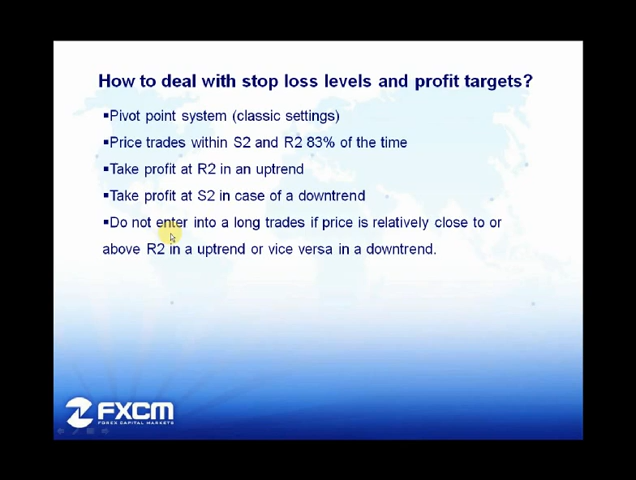 How to deal with stop loss levels and profit targets?
▪Pivot point system (classic settings)
▪Price trades within S2 and R2 83% of the time
▪Take profit at R2 in an uptrend
▪Take profit at S2 in case of a downtrend
▪Do not enter into a long trades if price is relatively close to or
above R2 in a uptrend or vice versa in a downtrend.
FXCM
FOREX CAPITAL MARKETS